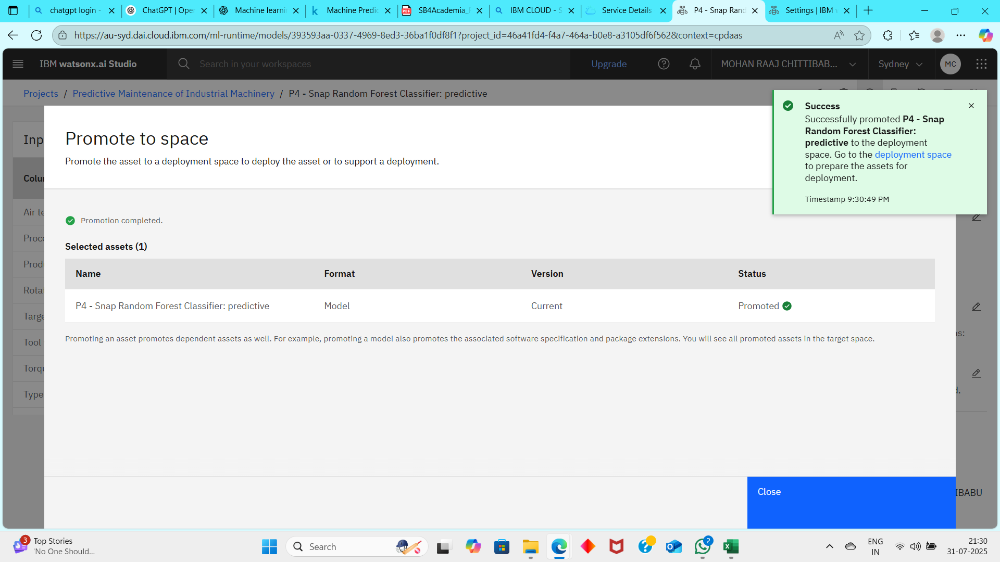 chatgpt login -
ChatGPT | Oper
Machine learni
Machine Predic
SB4Academia_
IBM CLOUD - S
Service Details
P4 - Snap Rand
Settings | IBM
https://au-syd.dai.cloud.ibm.com/ml-runtime/models/393593aa-0337-4969-8ed3-36ba1f0df8f1?project_id=46a41fd4-f4a7-464a-b0e8-a3105df6f562&context=cpdaas
IBM watsonx.ai Studio
Search in your workspaces
Upgrade
MOHAN RAAJ CHITTIBAB...
Sydney
MC
Projects / Predictive Maintenance of Industrial Machinery / P4 - Snap Random Forest Classifier: predictive
Success
Successfully promoted P4 - Snap
Random Forest Classifier:
predictive to the deployment
space. Go to the deployment space
to prepare the assets for
deployment.
Timestamp 9:30:49 PM
Inp
Colu
Air te
Proce
Produ
Rotat
Targe
Tool
Torqu
Type
Promote to space
Promote the asset to a deployment space to deploy the asset or to support a deployment.
Promotion completed.
Selected assets (1)
Name Format Version Status
P4 - Snap Random Forest Classifier: predictive Model Current Promoted
Promoting an asset promotes dependent assets as well. For example, promoting a model also promotes the associated software specification and package extensions. You will see all promoted assets in the target space.
ns:
d.
IBABU
Close
3
Top Stories
'No One Should...
Search
2
ENG
IN
21:30
31-07-2025